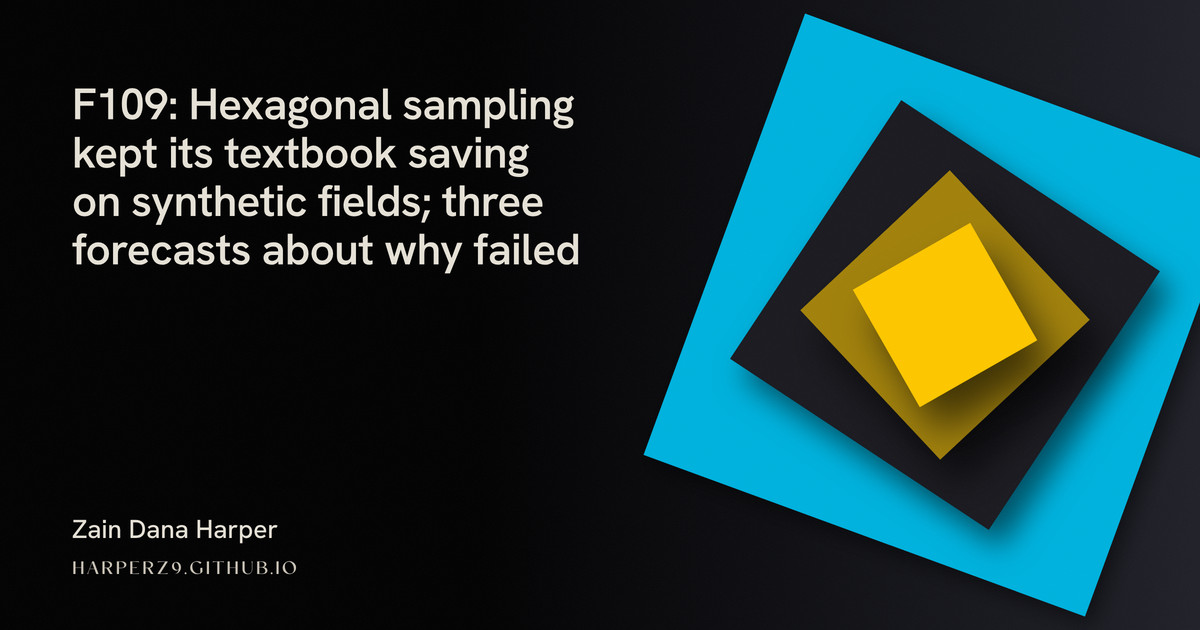 F109: Hexagonal sampling
kept its textbook saving
on synthetic fields; three
forecasts about why failed
Zain Dana Harper
HARPERZ9.GITHUB.IO